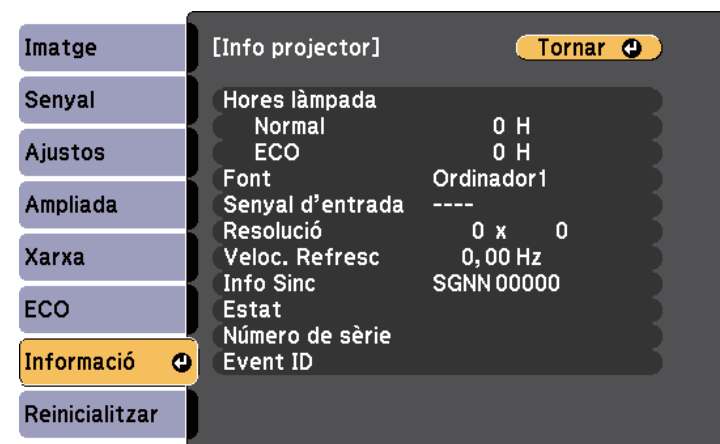 Imatge
Senyal
Ajustos
Ampliada
Xarxa
ECO
Informació
Reinicialitzar
[Info projector]
Tornar
Hores làmpada
Normal 0 H
ECO 0 H
Font Ordinador1
Senyal d'entrada ----
Resolució 0 x 0
Veloc. Refresc 0,00 Hz
Info Sinc SGNN 00000
Estat
Número de sèrie
Event ID